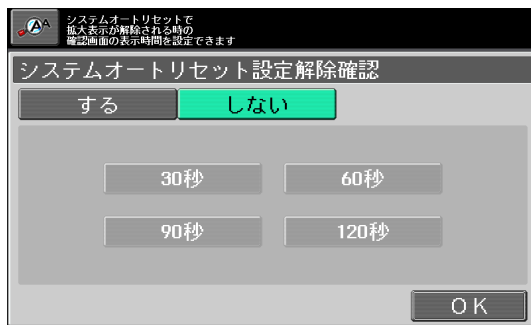 システムオートリセットで
拡大表示が解除される時の
確認画面の表示時間を設定できます
システムオートリセット設定解除確認
する しない
30秒 60秒
90秒 120秒
OK